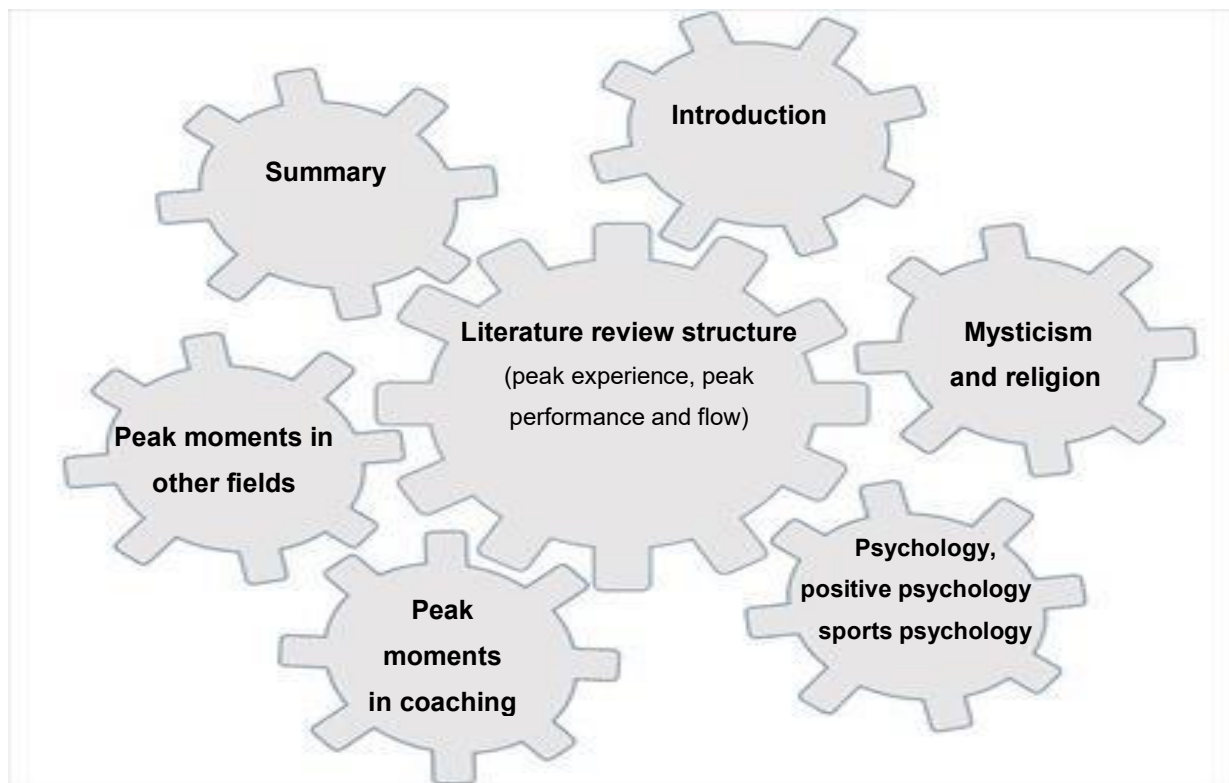 Introduction
Summary
Literature review structure
(peak experience, peak
performance and flow)
Mysticism
and religion
Peak moments in
other fields
Psychology,
positive psychology
sports psychology
Peak
moments
in coaching